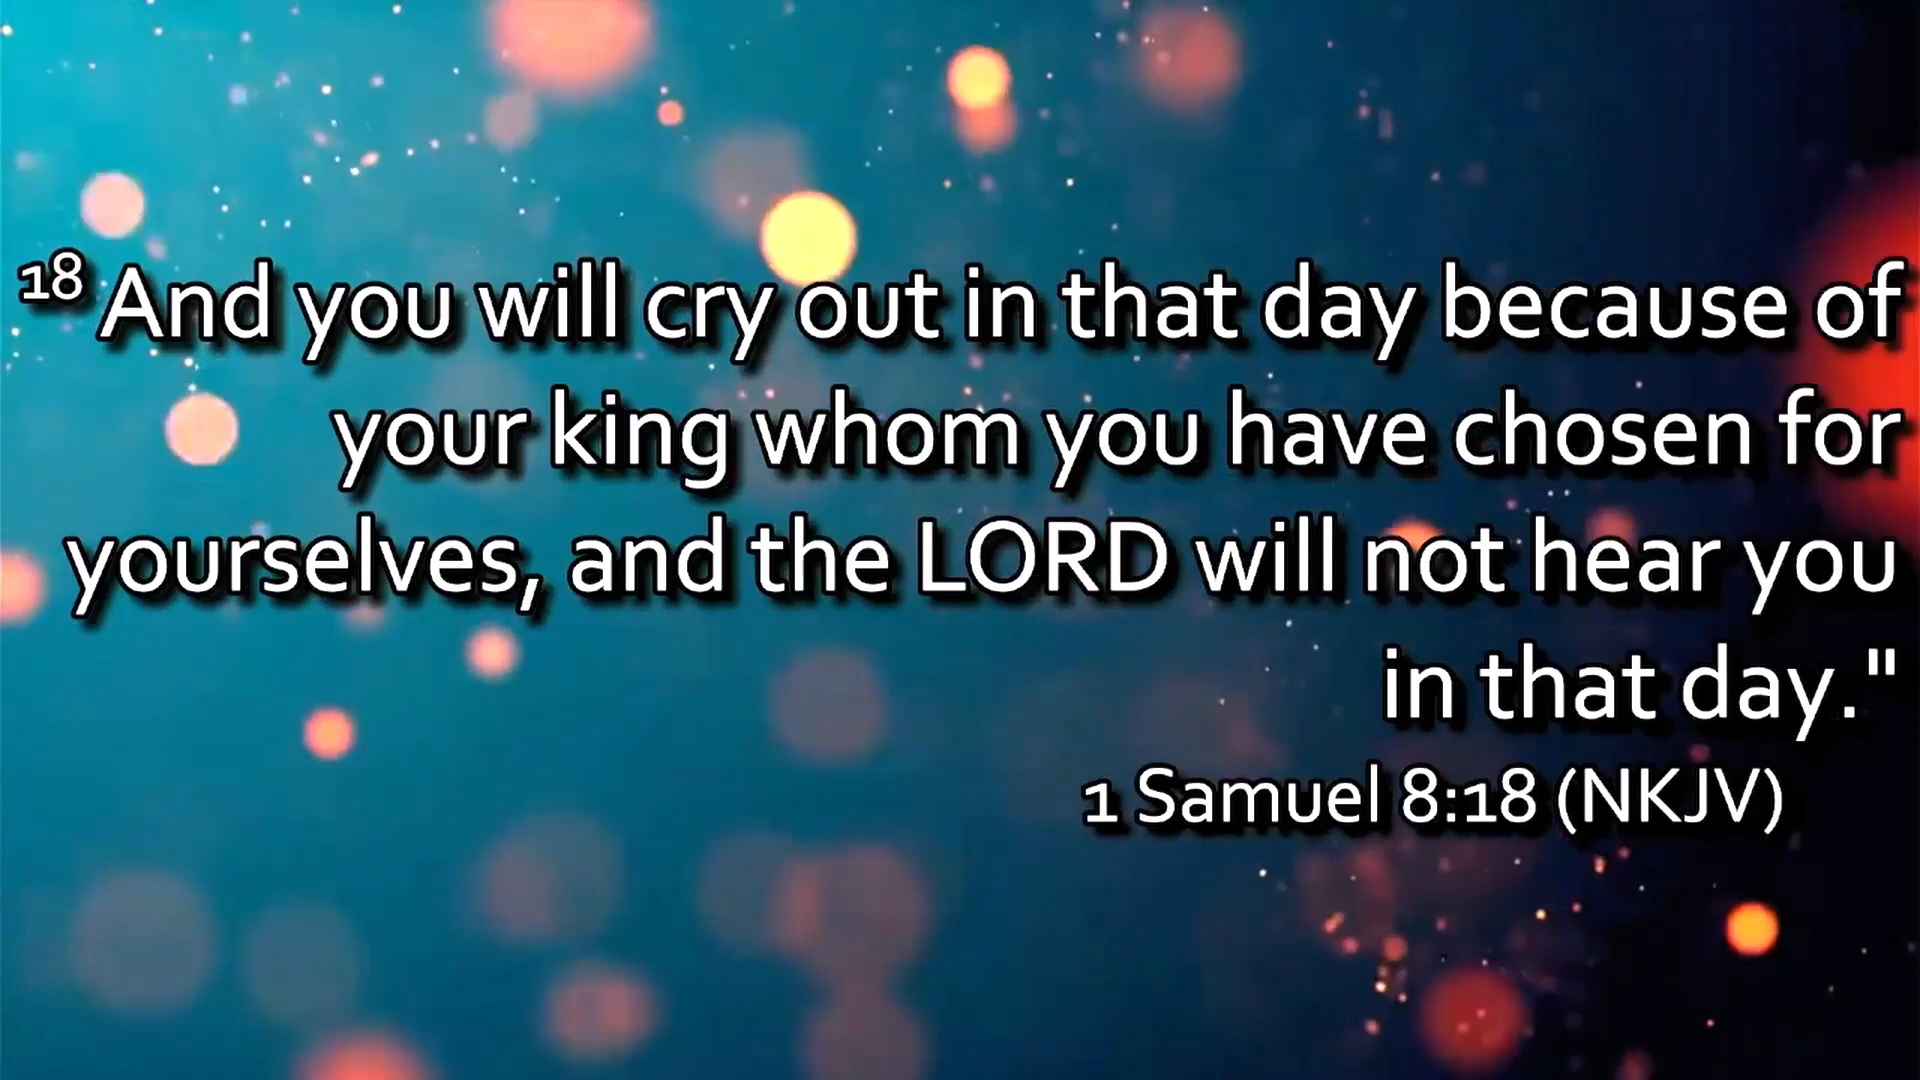 18 And you will cry out in that day because of
your king whom you have chosen for
yourselves, and the LORD will not hear you
in that day."
1 Samuel 8:18 (NKJV)